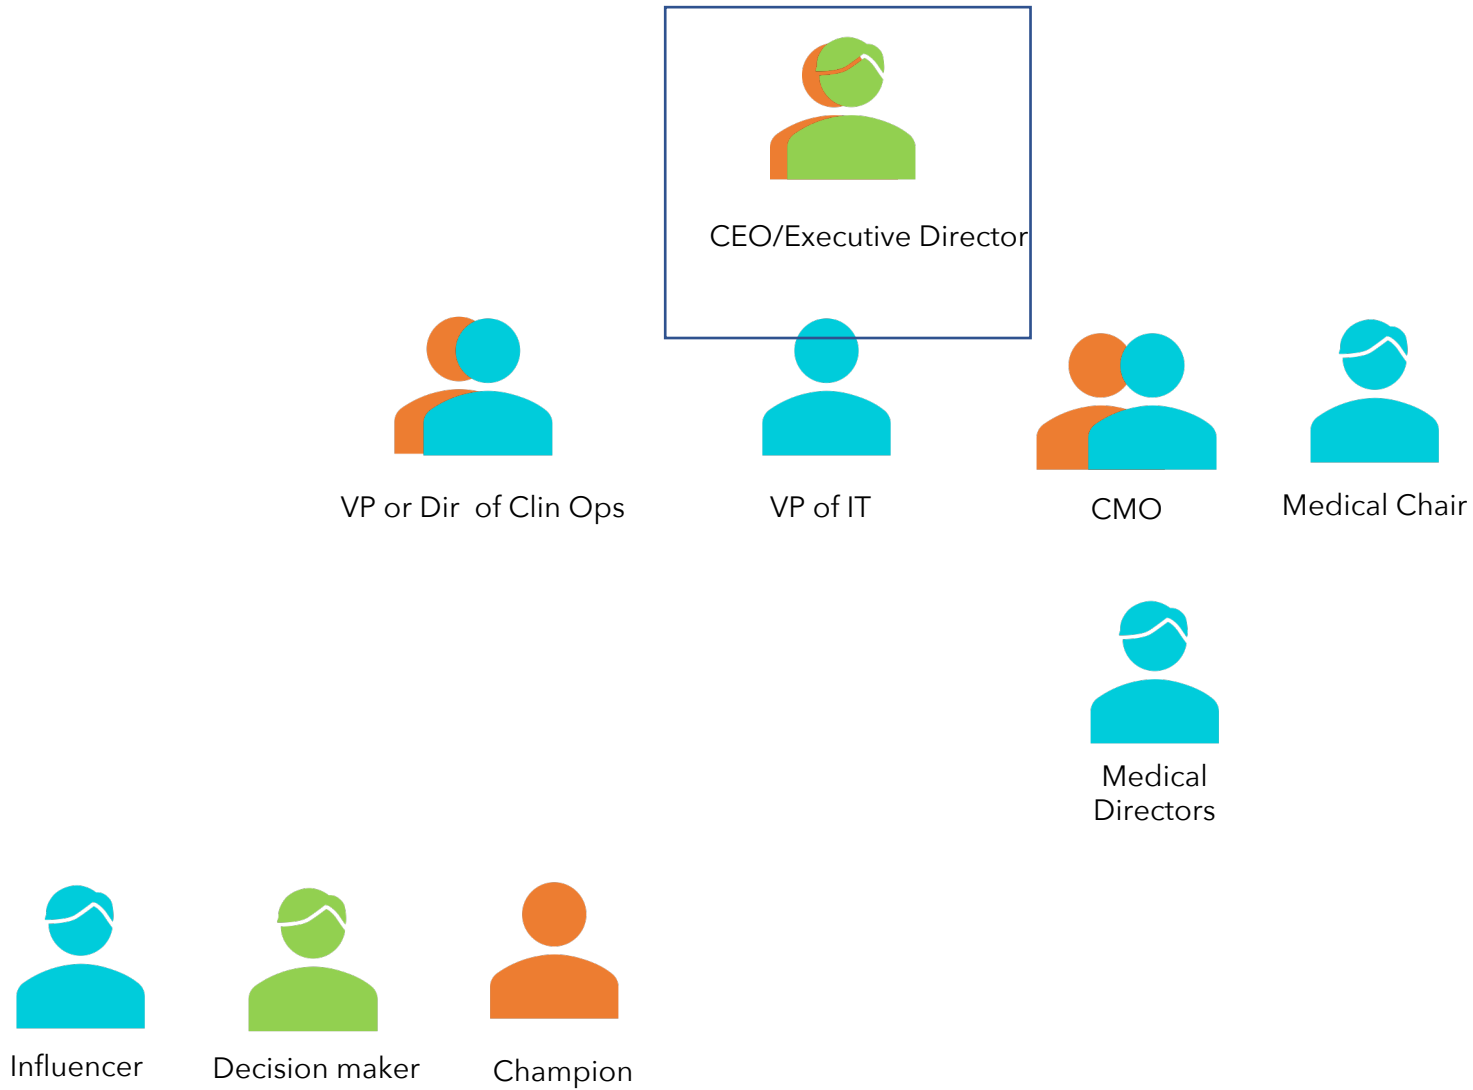 CEO/Executive Director
VP or Dir  of Clin Ops
VP of IT
CMO
Medical Chair
Medical
Directors
Influencer
Decision maker
Champion